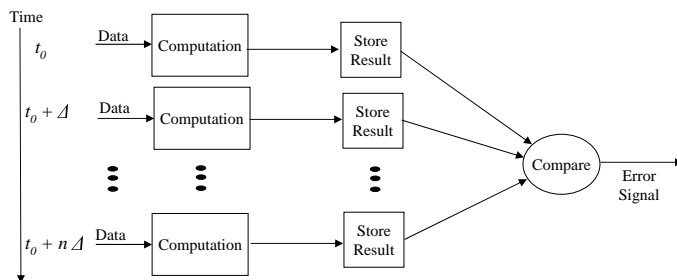 Time
t0
Data
Computation
Store
Result
t0 + Δ
Data
Computation
Store
Result
Compare
Error
Signal
t0 + n Δ
Data
Computation
Store
Result